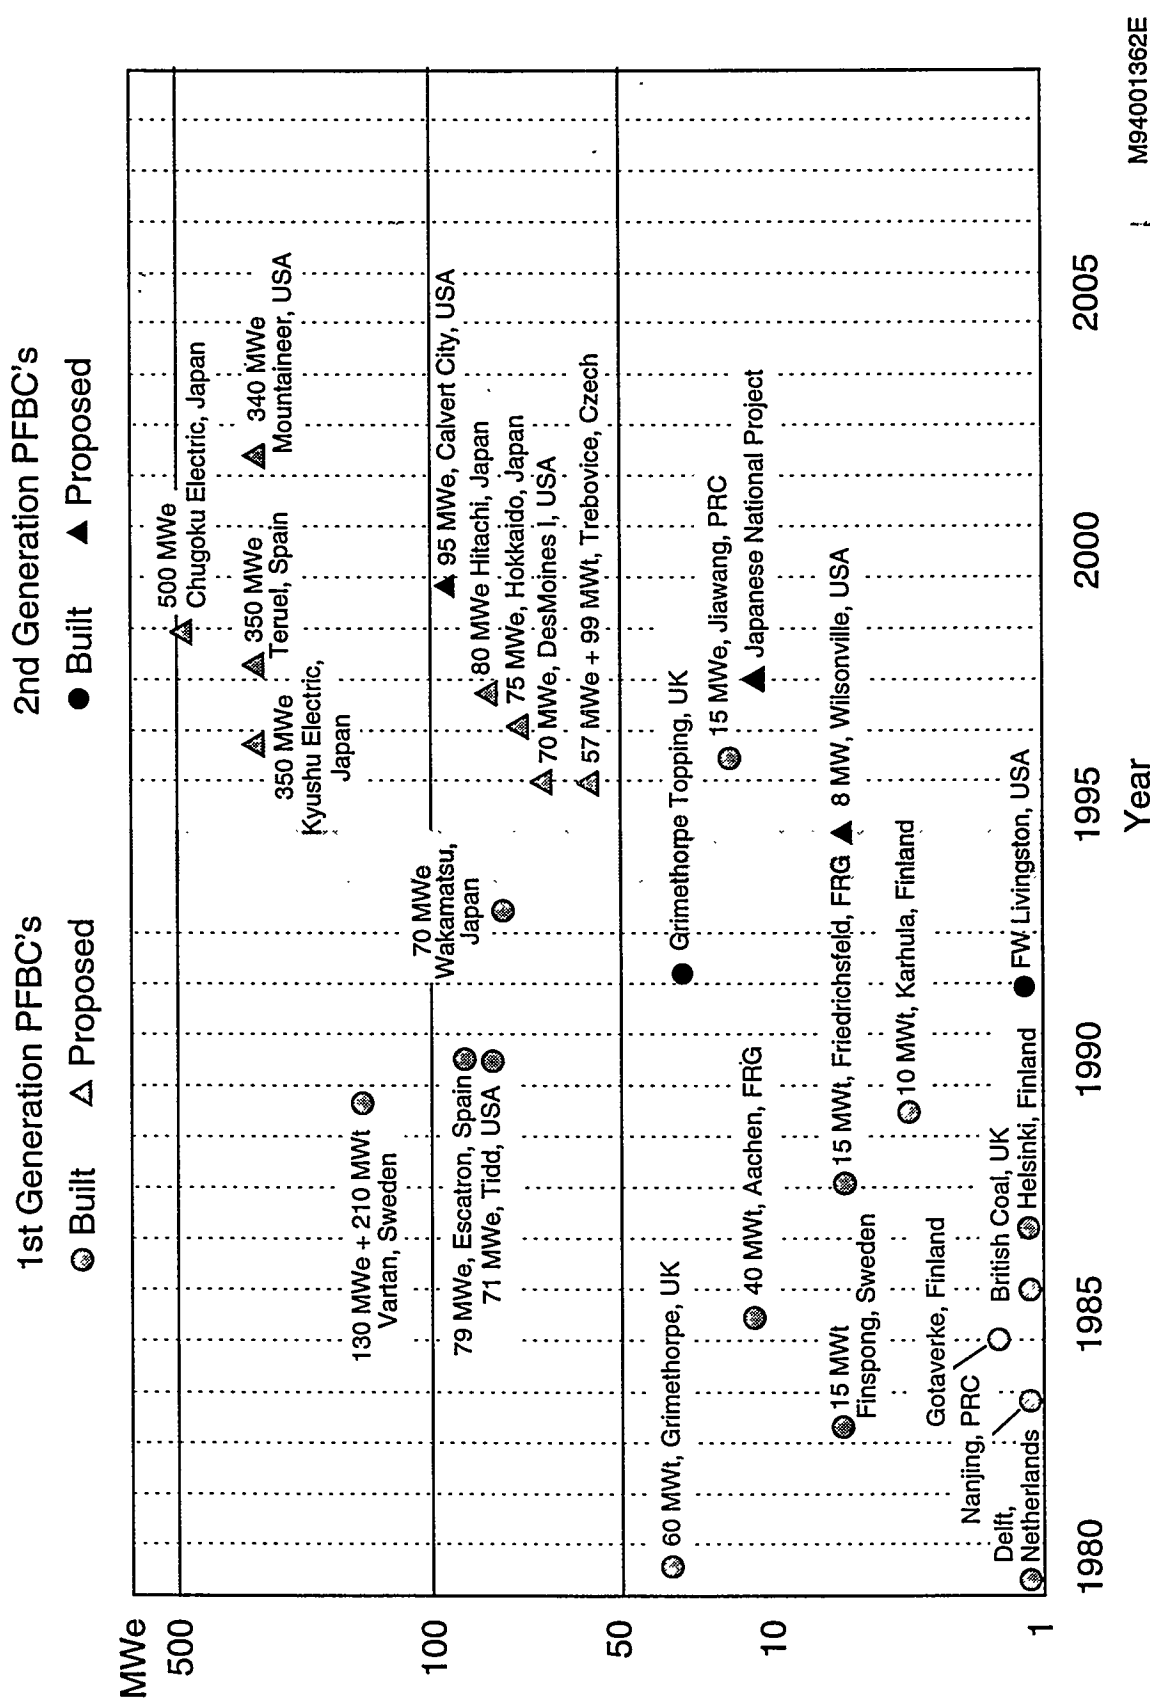 1st Generation PFBC's
2nd Generation PFBC's
Built
Proposed
Built
Proposed
MWe
500
100
50
10
1
500 MWe
Chugoku Electric, Japan
350 MWe
Teruel, Spain
340 MWe
Mountaineer, USA
350 MWe
Kyushu Electric,
Japan
130 MWe + 210 MWt
Vartan, Sweden
70 MWe
Wakamatsu,
Japan
95 MWe, Calvert City, USA
79 MWe, Escatron, Spain
80 MWe Hitachi, Japan
71 MWe, Tidd, USA
75 MWe, Hokkaido, Japan
70 MWe, DesMoines I, USA
57 MWe + 99 MWt, Trebovice, Czech
60 MWt, Grimethorpe, UK
Grimethorpe Topping, UK
15 MWe, Jiawang, PRC
40 MWt, Aachen, FRG
Japanese National Project
15 MWt
Finspong, Sweden
15 MWt, Friedrichsfeld, FRG
8 MW, Wilsonville, USA
10 MWt, Karhula, Finland
Gotaverke, Finland
Nanjing, PRC
British Coal, UK
Delft,
Netherlands
Helsinki, Finland
FW Livingston, USA
1980
1985
1990
1995
2000
2005
Year
M94001362E